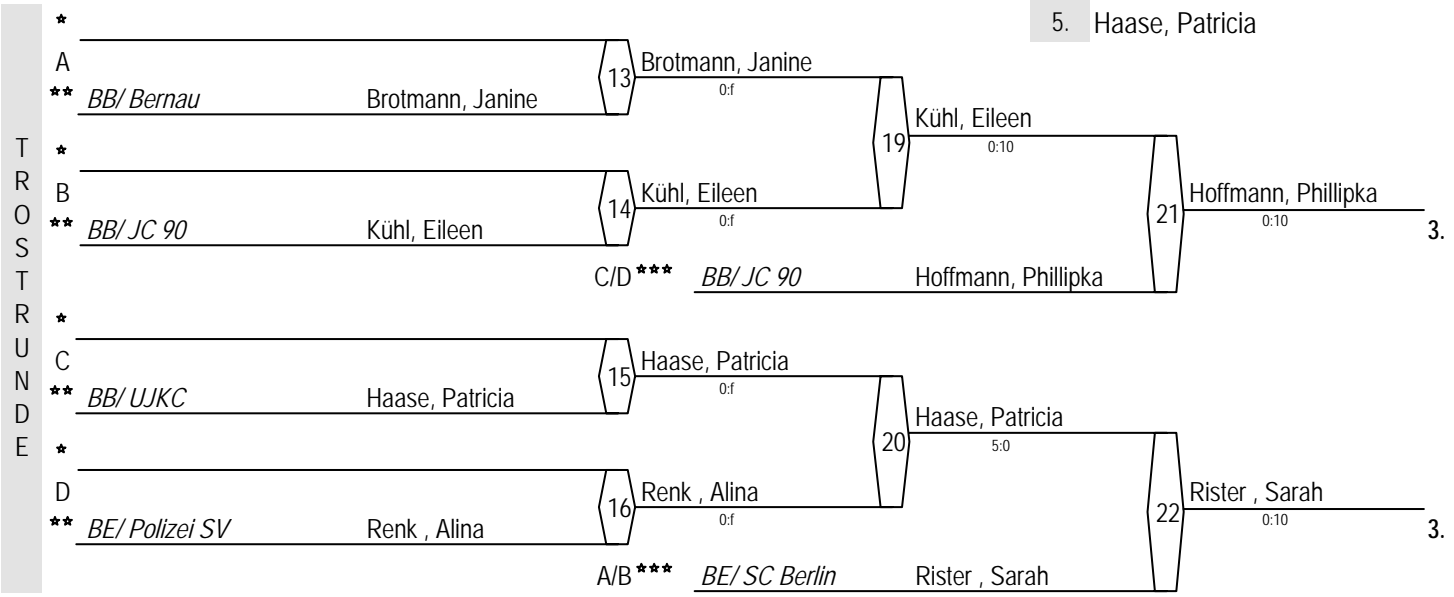 ★
5. Haase, Patricia
A
13 Brotmann, Janine
0:f
★★ BB/ Bernau Brotmann, Janine
Kühl, Eileen
19
0:10
TROSTRUNDE
★
B
14 Kühl, Eileen
0:f
Hoffmann, Phillipka
21
0:10
3.
★★ BB/ JC 90 Kühl, Eileen
C/D ★★★ BB/ JC 90 Hoffmann, Phillipka
★
C
15 Haase, Patricia
0:f
★★ BB/ UJKC Haase, Patricia
Haase, Patricia
20
5:0
★
D
16 Renk , Alina
0:f
Rister , Sarah
22
0:10
3.
★★ BE/ Polizei SV Renk , Alina
A/B ★★★ BE/ SC Berlin Rister , Sarah